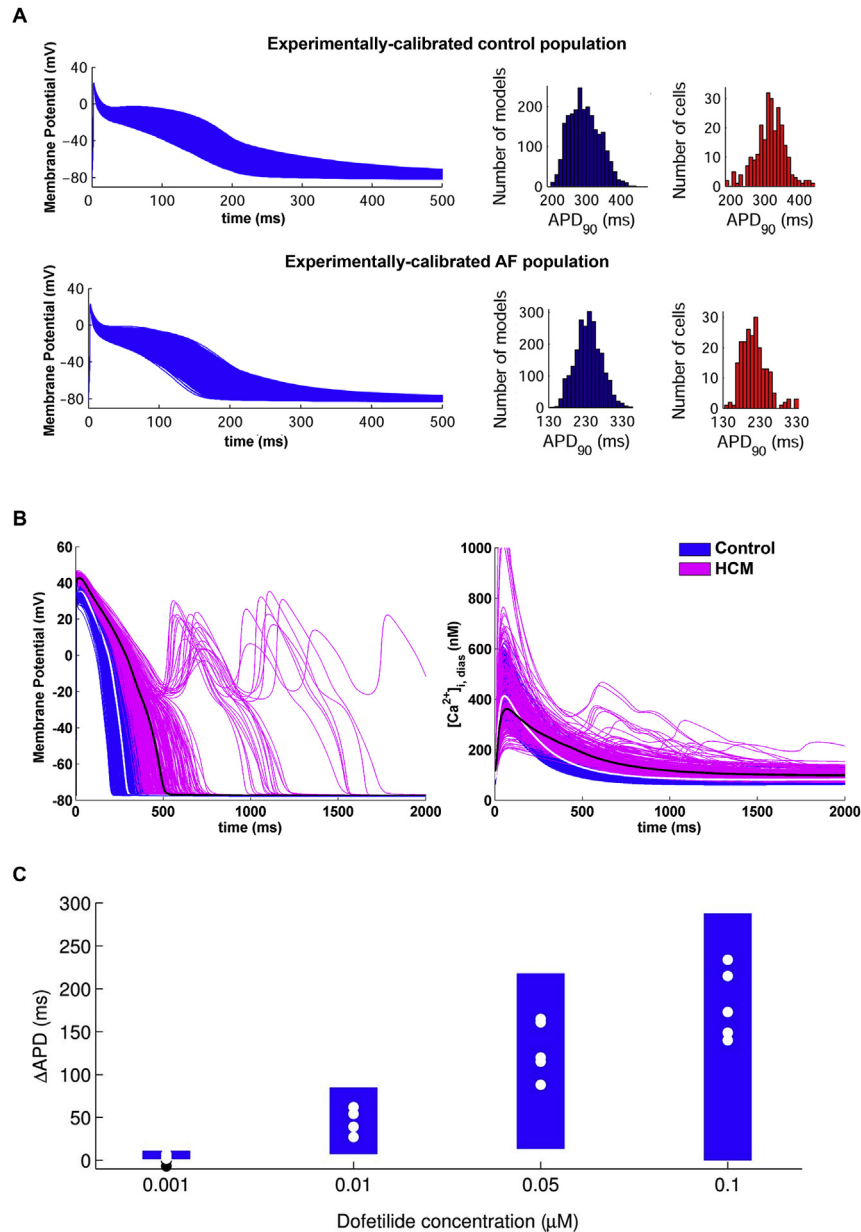 A
Experimentally-calibrated control population
Membrane Potential (mV)
40
0
−40
−80
0 100 200 300 400 500
time (ms)
Number of models
200
100
0
200 300 400
APD90 (ms)
Number of cells
30
20
10
0
200 300 400
APD90 (ms)
Experimentally-calibrated AF population
Membrane Potential (mV)
40
0
−40
−80
0 100 200 300 400 500
time (ms)
Number of models
300
200
100
0
130 230 330
APD90 (ms)
Number of cells
30
20
10
0
130 230 330
APD90 (ms)
B
Membrane Potential (mV)
60
40
20
0
-20
-40
-60
-80
0 500 1000 1500 2000
time (ms)
[Ca2+]i, dias (nM)
1000
800
600
400
200
0
0 500 1000 1500 2000
time (ms)
Control
HCM
C
ΔAPD (ms)
300
250
200
150
100
50
0
0.001 0.01 0.05 0.1
Dofetilide concentration (μM)